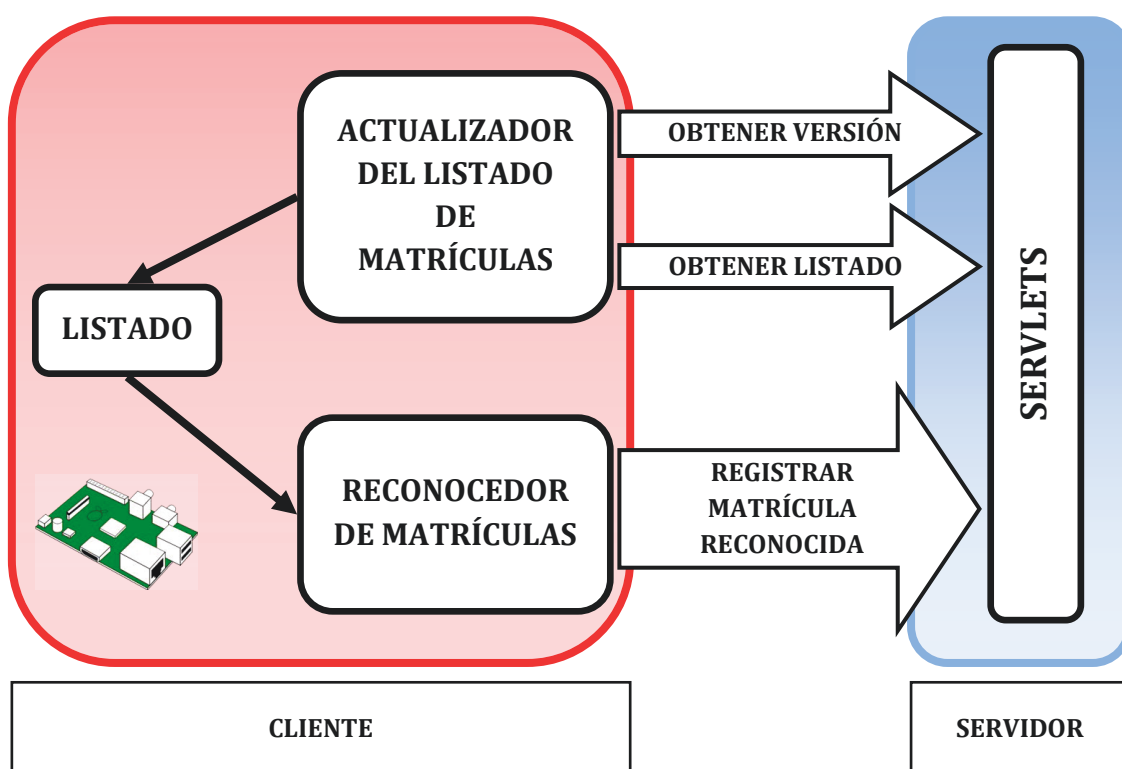 ACTUALIZADOR
DEL LISTADO
DE
MATRÍCULAS
OBTENER VERSIÓN
OBTENER LISTADO
LISTADO
SERVLETS
RECONOCEDOR
DE MATRÍCULAS
REGISTRAR
MATRÍCULA
RECONOCIDA
CLIENTE
SERVIDOR